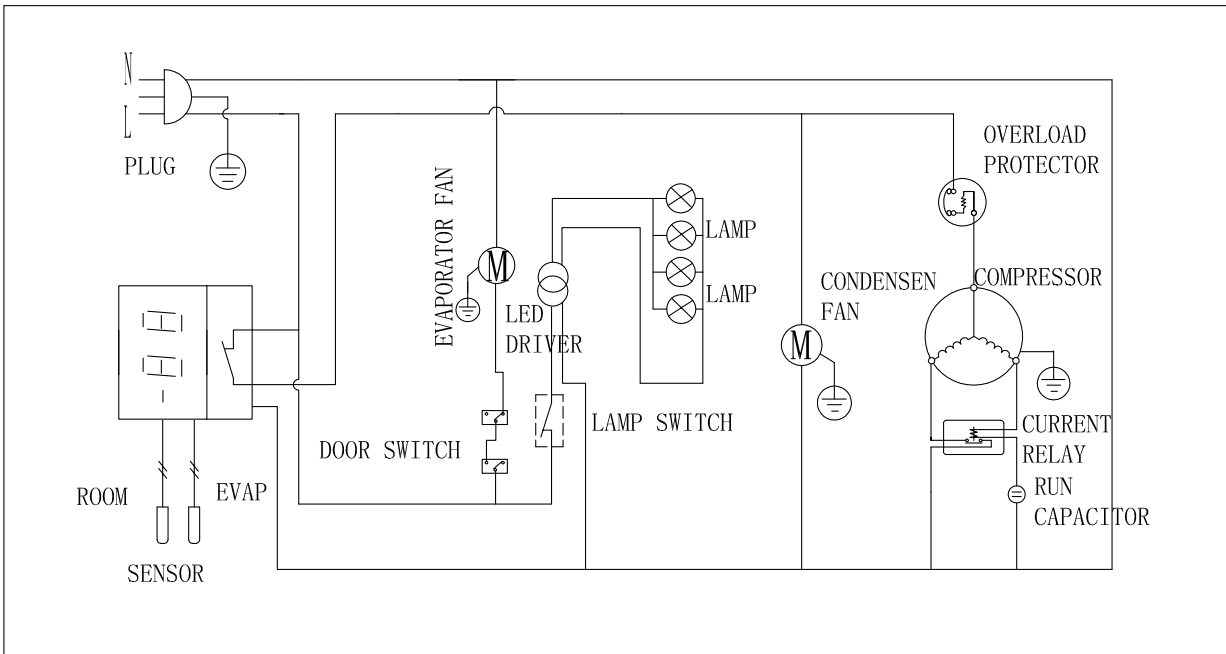 N
L
PLUG
EVAPORATOR FAN
M
LED
DRIVER
LAMP
LAMP
OVERLOAD
PROTECTOR
CONDENSEN
FAN
M
COMPRESSOR
DOOR SWITCH
LAMP SWITCH
CURRENT
RELAY
RUN
CAPACITOR
ROOM
EVAP
SENSOR